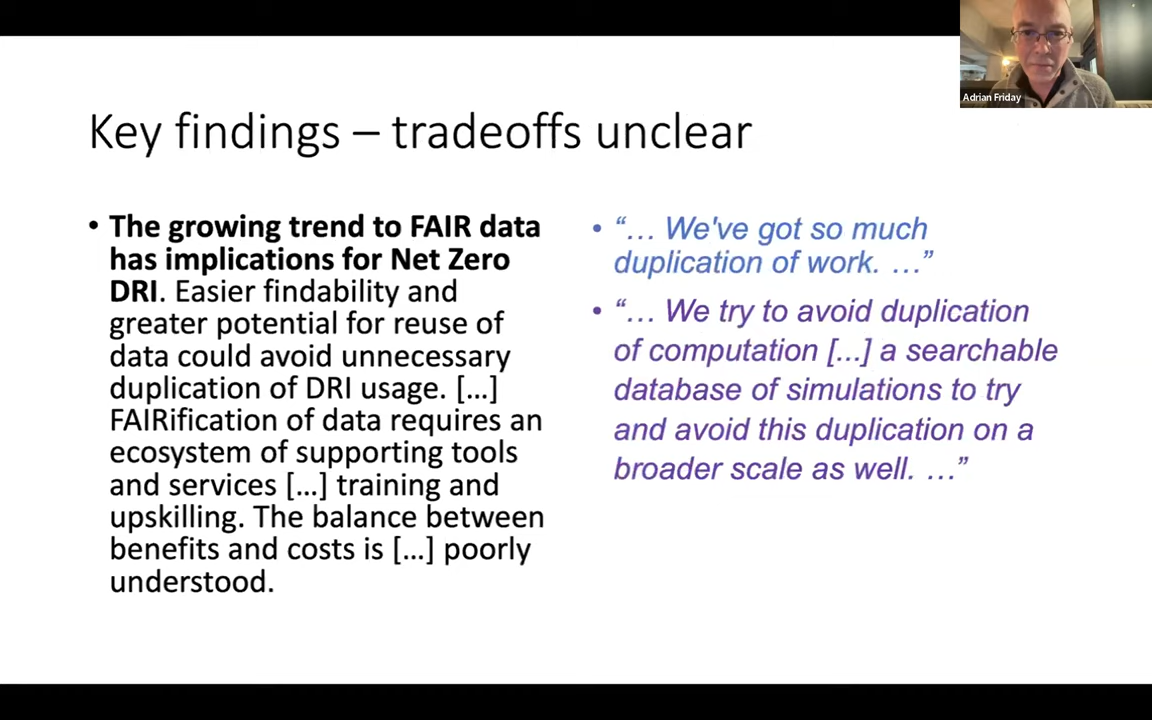 Adrian Friday
Key findings – tradeoffs unclear
• The growing trend to FAIR data
has implications for Net Zero
DRI. Easier findability and
greater potential for reuse of
data could avoid unnecessary
duplication of DRI usage. […]
FAIRification of data requires an
ecosystem of supporting tools
and services […] training and
upskilling. The balance between
benefits and costs is […] poorly
understood.
• “… We've got so much
duplication of work. …”
• “… We try to avoid duplication
of computation [...] a searchable
database of simulations to try
and avoid this duplication on a
broader scale as well. …”